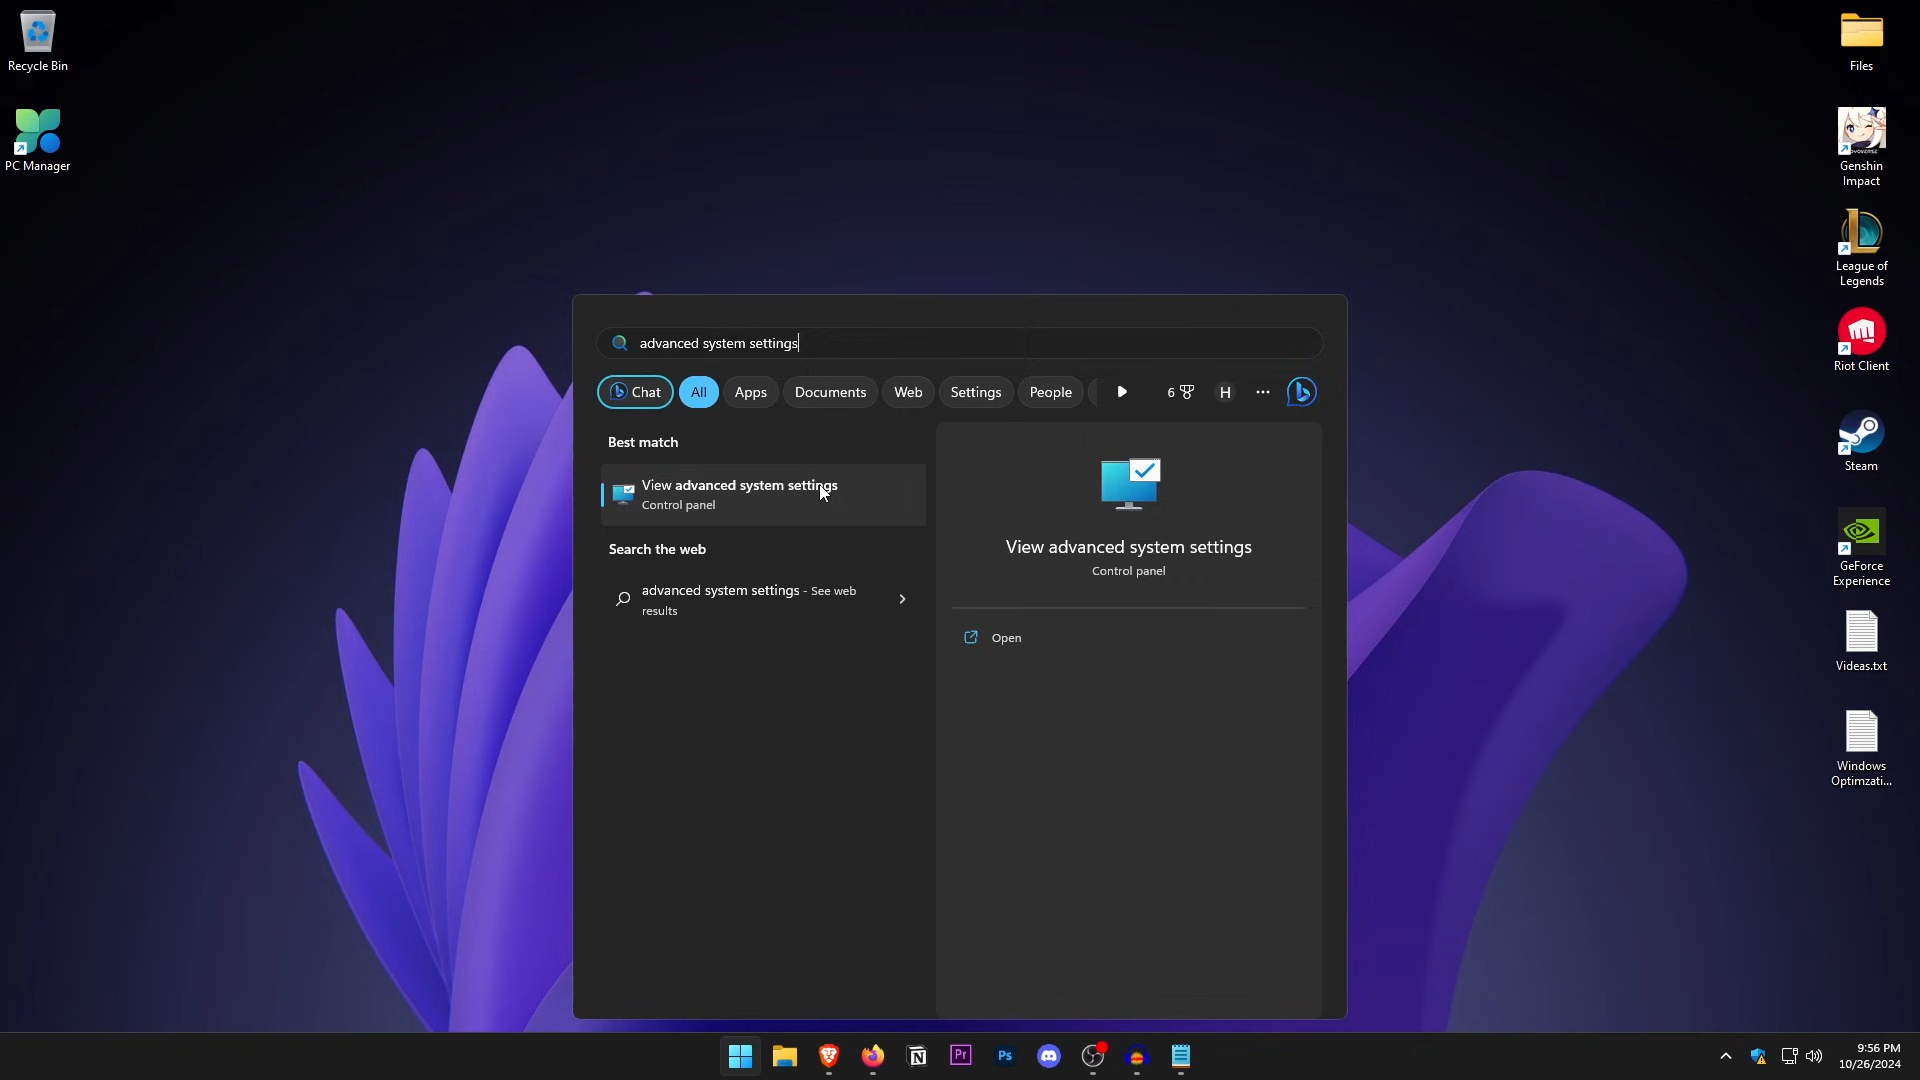 Recycle Bin
PC Manager
Files
Genshin
Impact
League of
Legends
Riot Client
Steam
GeForce
Experience
Videas.txt
Windows
Optimzati...
advanced system settings
Chat All Apps Documents Web Settings People 6 H
Best match
View advanced system settings
Control panel
Search the web
advanced system settings - See web
results
View advanced system settings
Control panel
Open
Pr Ps
9:56 PM
10/26/2024